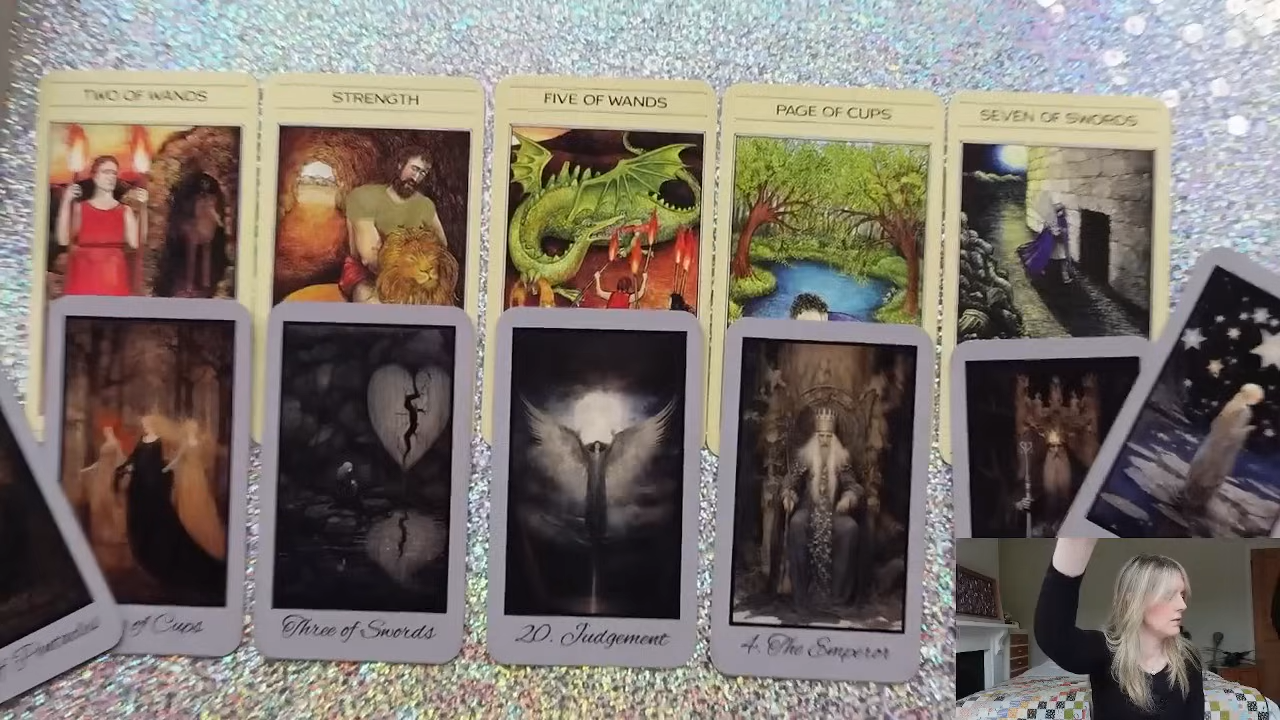 TWO OF WANDS
STRENGTH
FIVE OF WANDS
PAGE OF CUPS
SEVEN OF SWORDS
of Cups
Three of Swords
20. Judgement
4. The Emperor